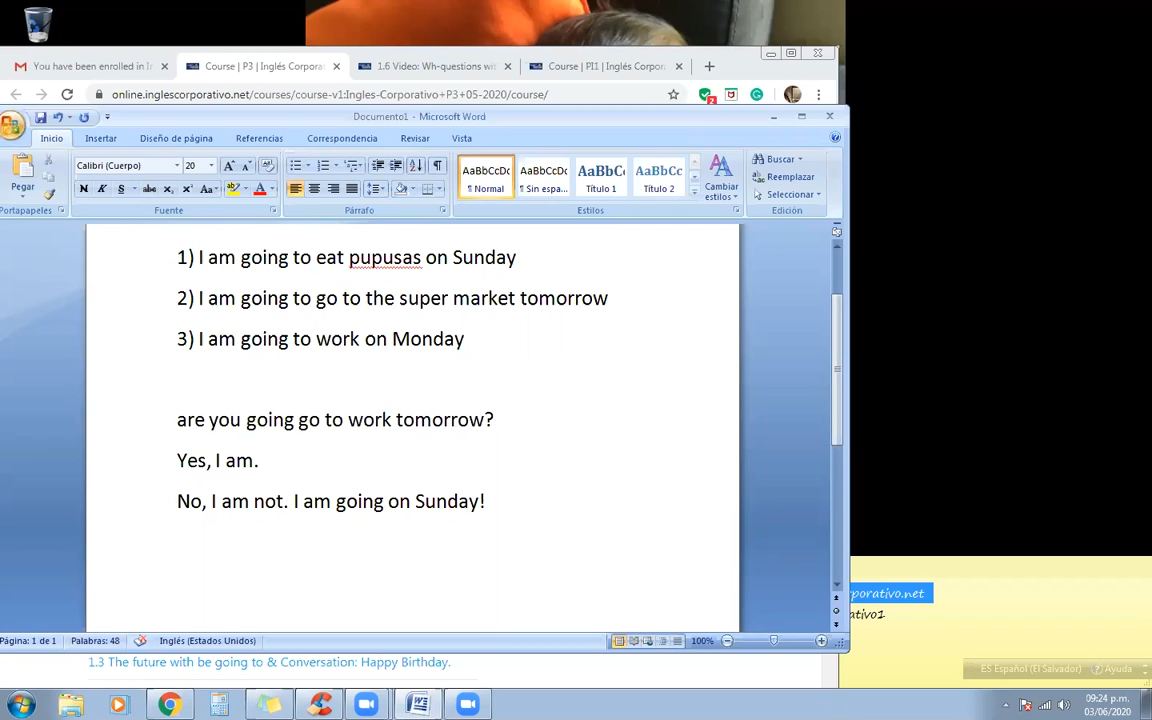 You have been enrolled in I
Course | P3 | Inglés Corporat
1.6 Video: Wh-questions wit
Course | PI1 | Inglés Corpora
online.inglescorporativo.net/courses/course-v1:Ingles-Corporativo+P3+05-2020/course/
2
Documento1 - Microsoft Word
Inicio
Insertar
Diseño de página
Referencias
Correspondencia
Revisar
Vista
Pegar
Calibri (Cuerpo)
20
N K S abc x₂ x² Aa
AaBbCcDc
¶ Normal
AaBbCcDc
¶ Sin espa...
AaBbC
Título 1
AaBbCc
Título 2
Cambiar
estilos
Buscar
Reemplazar
Seleccionar
Portapapeles
Fuente
Párrafo
Estilos
Edición
1) I am going to eat pupusas on Sunday
2) I am going to go to the super market tomorrow
3) I am going to work on Monday
are you going go to work tomorrow?
Yes, I am.
No, I am not. I am going on Sunday!
rporativo.net
ativo1
Página: 1 de 1
Palabras: 48
Inglés (Estados Unidos)
100%
1.3 The future with be going to & Conversation: Happy Birthday.
ES Español (El Salvador)
Ayuda
09:24 p.m.
03/06/2020